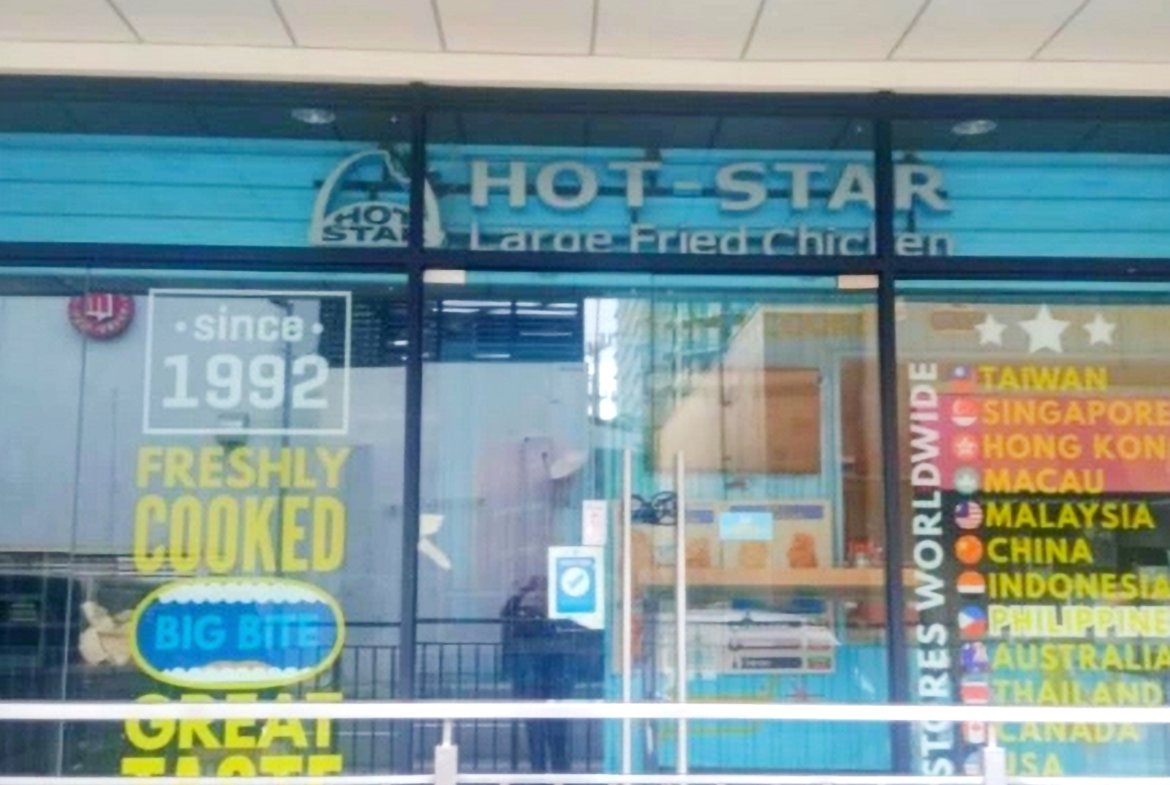 HOT
STAR
HOT-STAR
Large Fried Chicken
since
1992
FRESHLY
COOKED
BIG BITE
GREAT
TASTE
STORES WORLDWIDE
TAIWAN
SINGAPORE
HONG KON
MACAU
MALAYSIA
CHINA
INDONESIA
PHILIPPINE
AUSTRALIA
THAILAND
CANADA
USA